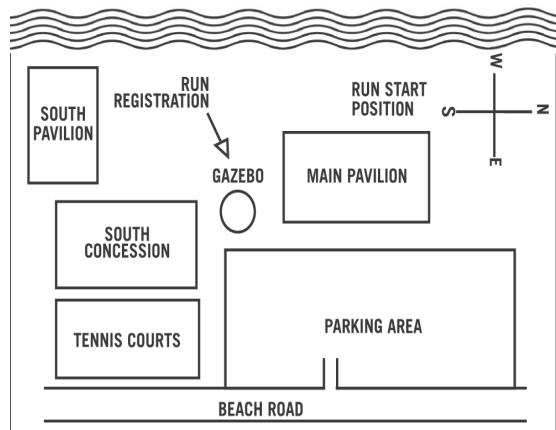 W
RUN
REGISTRATION
RUN START
POSITION
S
N
E
SOUTH
PAVILION
GAZEBO
MAIN PAVILION
SOUTH
CONCESSION
TENNIS COURTS
PARKING AREA
BEACH ROAD